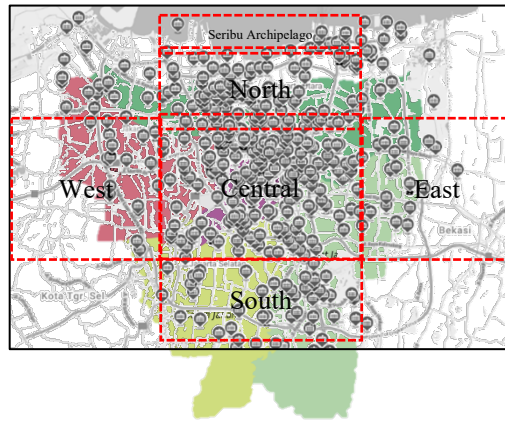 Seribu Archipelago
North
West
Central
East
Bekasi
Kota Tgr. Sel
South